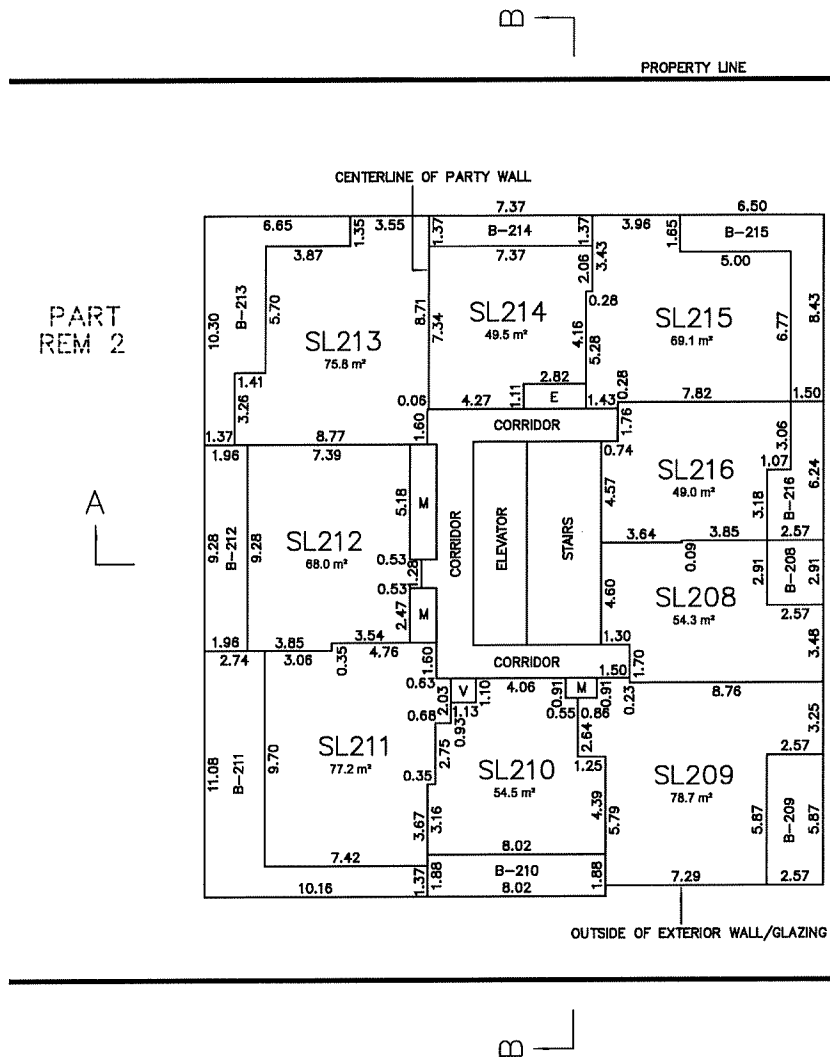 B
PROPERTY LINE
CENTERLINE OF PARTY WALL
7.37
6.50
6.65
3.55
1.35
1.37
B-214
1.37
3.96
1.65
B-215
3.87
7.37
2.06
3.43
5.00
PART
REM 2
10.30
B-213
5.70
8.71
7.34
SL214
49.5 m²
0.28
4.16
5.28
SL215
69.1 m²
6.77
8.43
SL213
75.8 m²
1.41
3.26
0.06
4.27
1.11
2.82
E
1.43
0.28
7.82
1.50
1.37
8.77
1.60
CORRIDOR
1.76
3.06
1.96
7.39
0.74
1.07
6.24
A
5.18
M
4.57
SL216
49.0 m²
3.18
B-216
9.28
B-212
9.28
SL212
68.0 m²
CORRIDOR
ELEVATOR
STAIRS
3.64
3.85
2.57
0.53
1.28
0.09
2.91
B-208
2.91
0.53
2.47
M
4.60
SL208
54.3 m²
2.57
1.96
3.85
3.54
1.30
3.48
2.74
3.06
0.35
4.76
1.60
CORRIDOR
1.50
1.70
0.63
2.03
V
1.10
4.06
0.91
M
0.91
0.23
8.76
0.68
1.13
0.93
0.55
0.86
3.25
11.08
B-211
9.70
SL211
77.2 m²
2.75
2.64
1.25
2.57
0.35
SL210
54.5 m²
SL209
78.7 m²
3.67
3.16
4.39
5.79
5.87
B-209
5.87
7.42
8.02
10.16
1.37
1.88
B-210
8.02
1.88
7.29
2.57
OUTSIDE OF EXTERIOR WALL/GLAZING
B